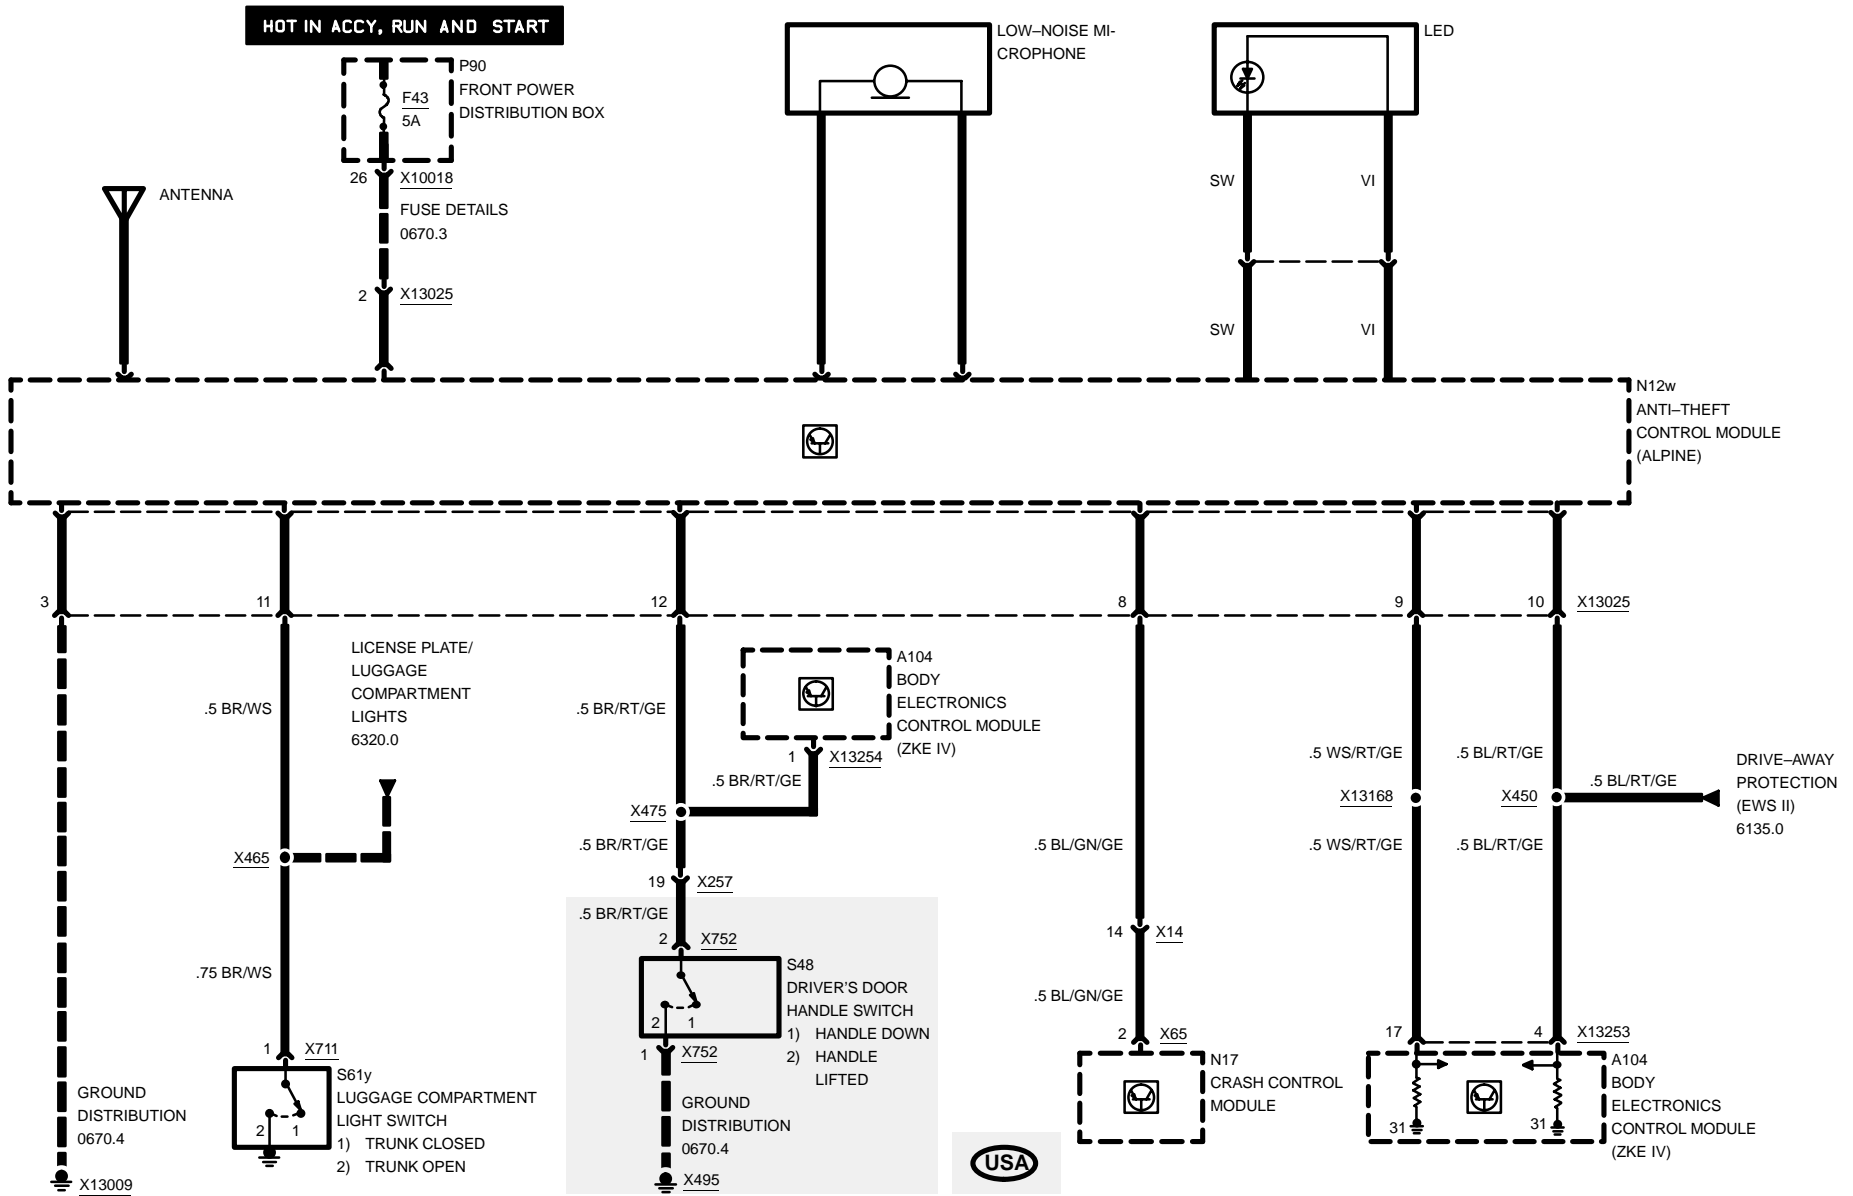 HOT IN ACCY, RUN AND START
P90
FRONT POWER
DISTRIBUTION BOX
F43
5A
26 X10018
FUSE DETAILS
0670.3
2 X13025
ANTENNA
LOW–NOISE MI-
CROPHONE
LED
SW VI
SW VI
N12w
ANTI–THEFT
CONTROL MODULE
(ALPINE)
3 11 12 8 9 10 X13025
LICENSE PLATE/
LUGGAGE
COMPARTMENT
LIGHTS
6320.0
.5 BR/WS
X465
.75 BR/WS
1 X711
S61y
LUGGAGE COMPARTMENT
LIGHT SWITCH
1) TRUNK CLOSED
2) TRUNK OPEN
2 1
GROUND
DISTRIBUTION
0670.4
X13009
.5 BR/RT/GE
A104
BODY
ELECTRONICS
CONTROL MODULE
(ZKE IV)
1 X13254
.5 BR/RT/GE
X475
.5 BR/RT/GE
19 X257
.5 BR/RT/GE
2 X752
S48
DRIVER'S DOOR
HANDLE SWITCH
1) HANDLE DOWN
2) HANDLE
LIFTED
2 1
1 X752
GROUND
DISTRIBUTION
0670.4
X495
USA
.5 BL/GN/GE
14 X14
.5 BL/GN/GE
2 X65
N17
CRASH CONTROL
MODULE
.5 WS/RT/GE .5 BL/RT/GE
X13168 X450
.5 BL/RT/GE
DRIVE–AWAY
PROTECTION
(EWS II)
6135.0
.5 WS/RT/GE .5 BL/RT/GE
17 4 X13253
A104
BODY
ELECTRONICS
CONTROL MODULE
(ZKE IV)
31 31